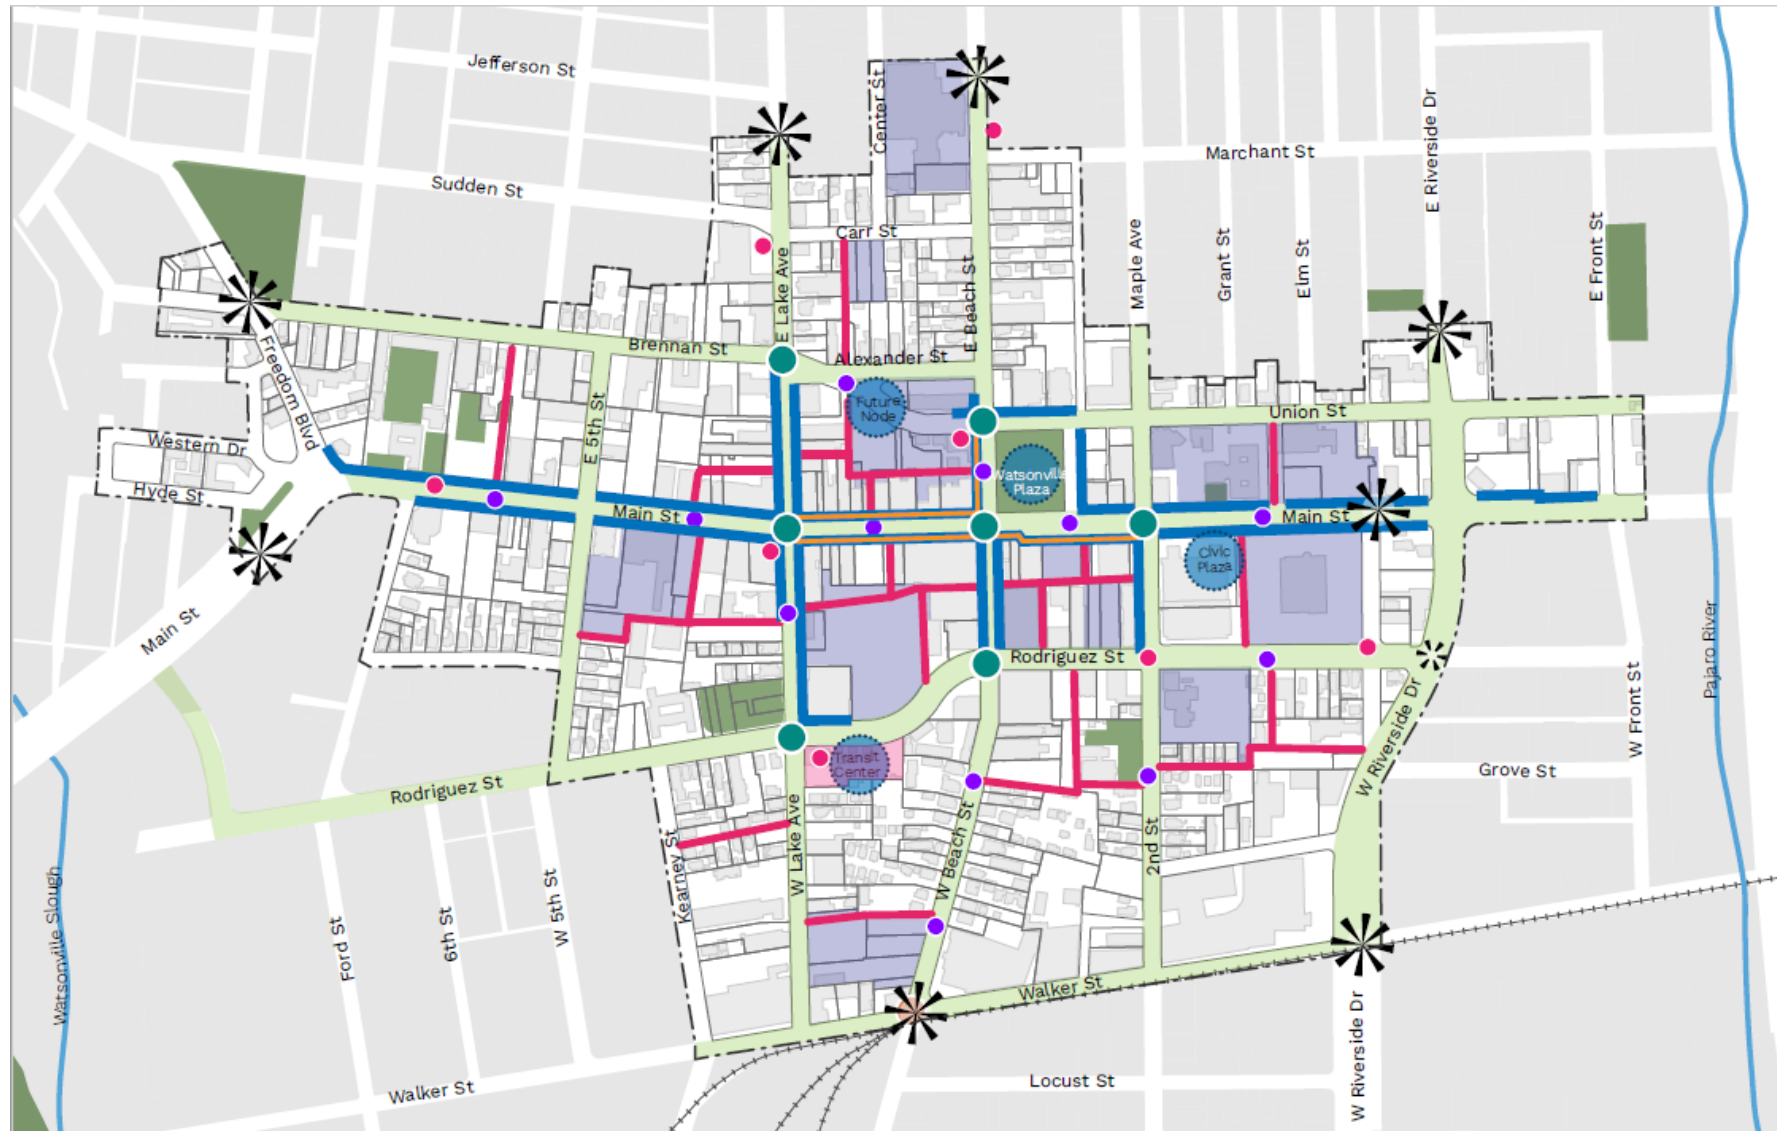 Jefferson St
Center St
E Riverside Dr
Marchant St
Sudden St
Carr St
E Lake Ave
E Beach St
Maple Ave
Grant St
Elm St
E Front St
Brennan St
Alexander St
Freedom Blvd
Future
Node
Union St
E 5th St
Western Dr
Hyde St
Watsonville
Plaza
Main St
Main St
Civic
Plaza
Main St
Rodriguez St
Pajaro River
W Front St
W Riverside Dr
Transit
Center
Grove St
Rodriguez St
Kearney St
W Lake Ave
W Beach St
2nd St
Watsonville Slough
Ford St
6th St
W 5th St
Walker St
W Riverside Dr
Walker St
Locust St